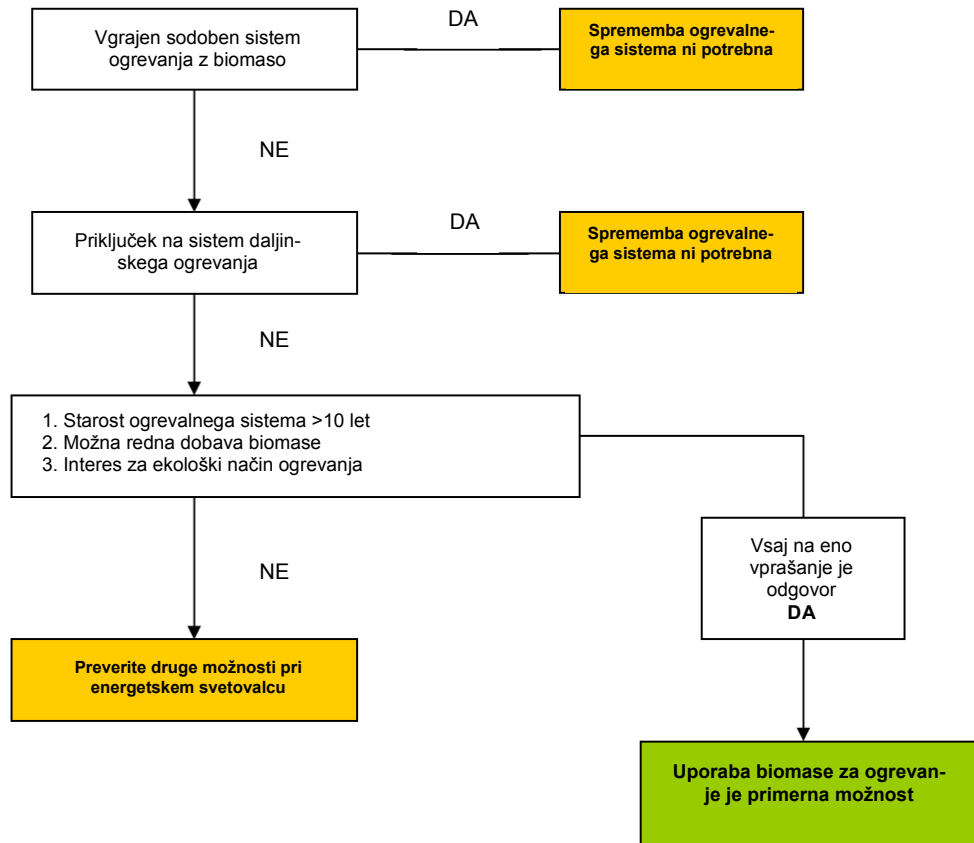 Vgrajen sodoben sistem
ogrevanja z biomaso
DA
Sprememba ogrevalne-
ga sistema ni potrebna
NE
Priključek na sistem daljin-
skega ogrevanja
DA
Sprememba ogrevalne-
ga sistema ni potrebna
NE
1. Starost ogrevalnega sistema >10 let
2. Možna redna dobava biomase
3. Interes za ekološki način ogrevanja
NE
Vsaj na eno
vprašanje je
odgovor
DA
Preverite druge možnosti pri
energetskem svetovalcu
Uporaba biomase za ogrevan-
je je primerna možnost